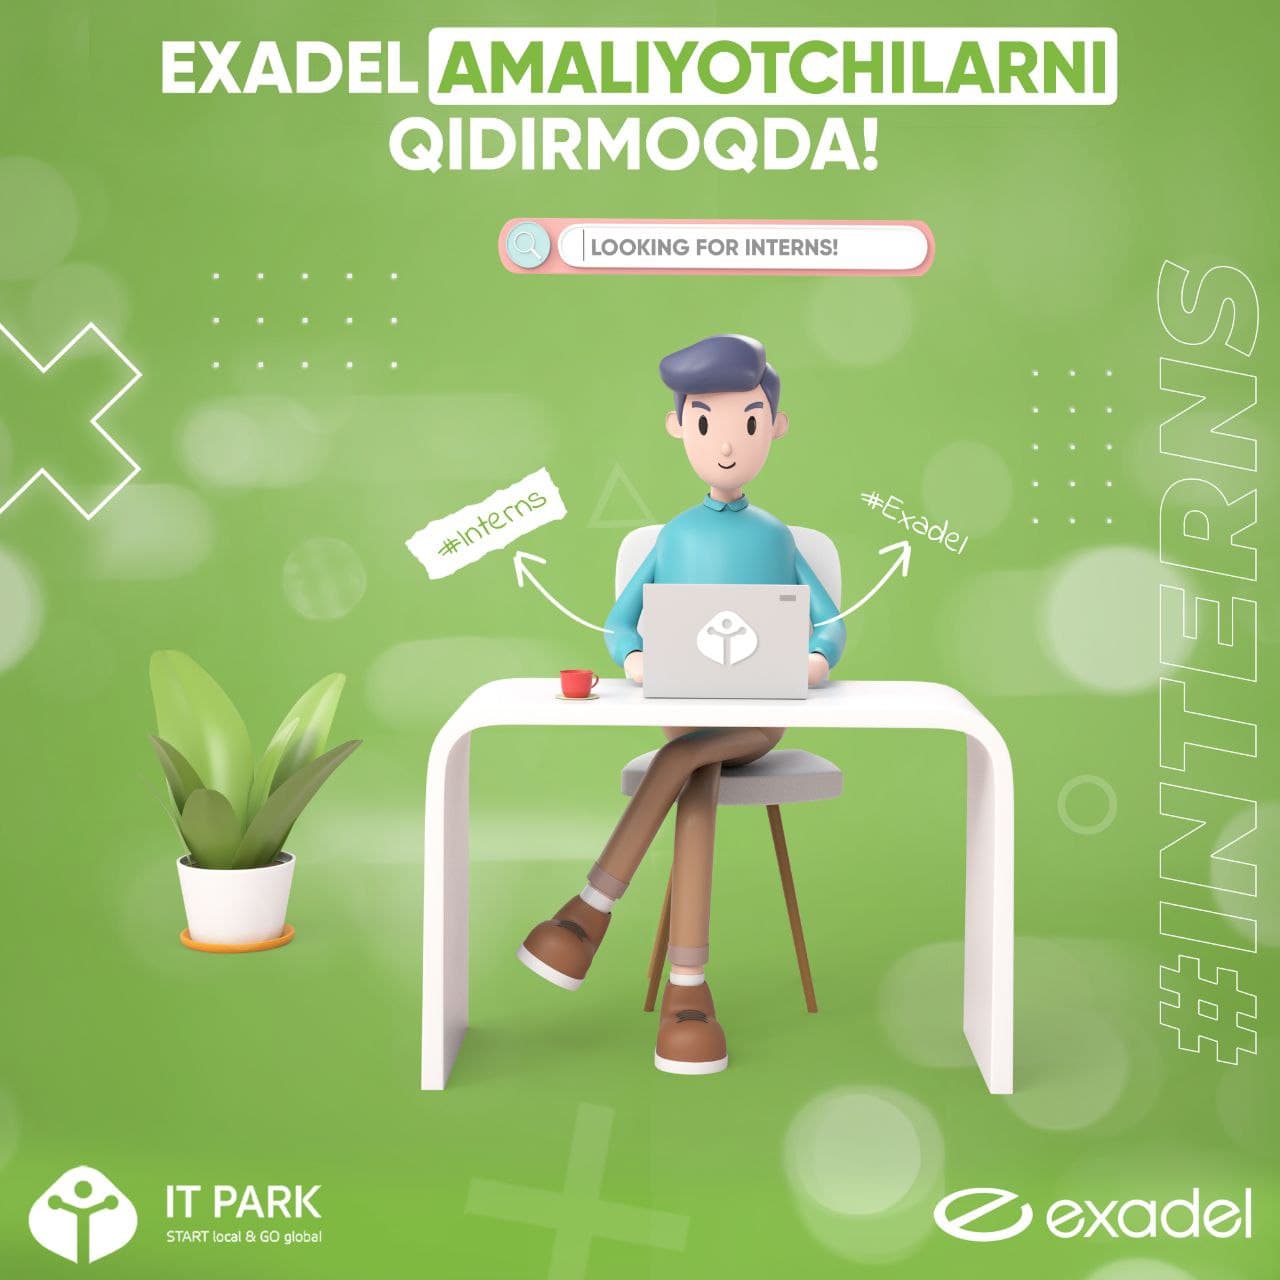 EXADEL AMALIYOTCHILARNI
QIDIRMOQDA!
LOOKING FOR INTERNS!
#Interns
#Exadel
#INTERNS
IT PARK
START local & GO global
exadel